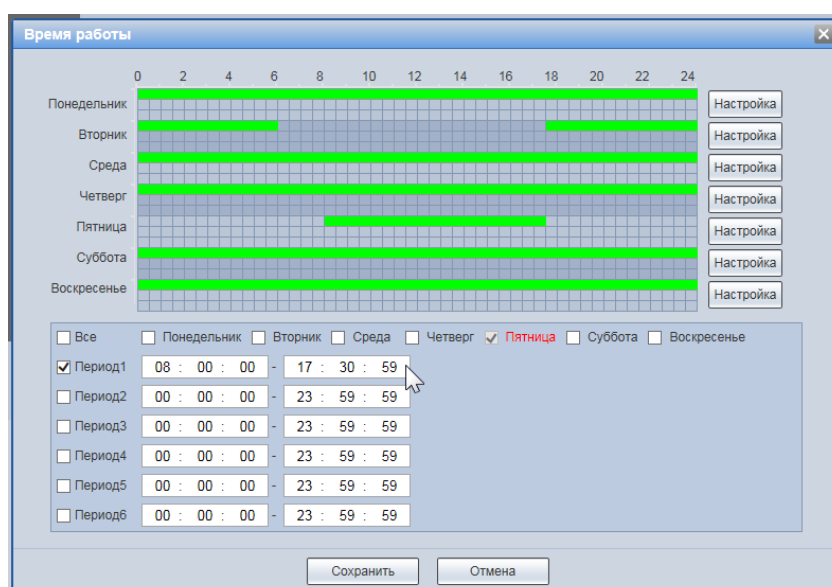 Время работы
0 2 4 6 8 10 12 14 16 18 20 22 24
Понедельник Настройка
Вторник Настройка
Среда Настройка
Четверг Настройка
Пятница Настройка
Суббота Настройка
Воскресенье Настройка
Все Понедельник Вторник Среда Четверг Пятница Суббота Воскресенье
Период1 08 : 00 : 00 - 17 : 30 : 59
Период2 00 : 00 : 00 - 23 : 59 : 59
Период3 00 : 00 : 00 - 23 : 59 : 59
Период4 00 : 00 : 00 - 23 : 59 : 59
Период5 00 : 00 : 00 - 23 : 59 : 59
Период6 00 : 00 : 00 - 23 : 59 : 59
Сохранить Отмена